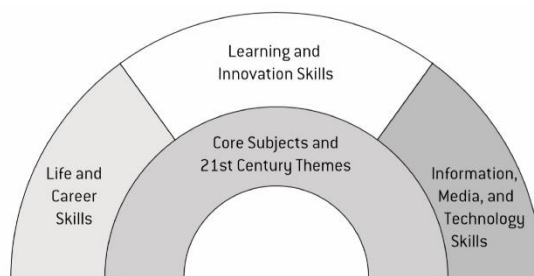 Learning and
Innovation Skills
Core Subjects and
21st Century Themes
Life and
Career
Skills
Information,
Media, and
Technology
Skills